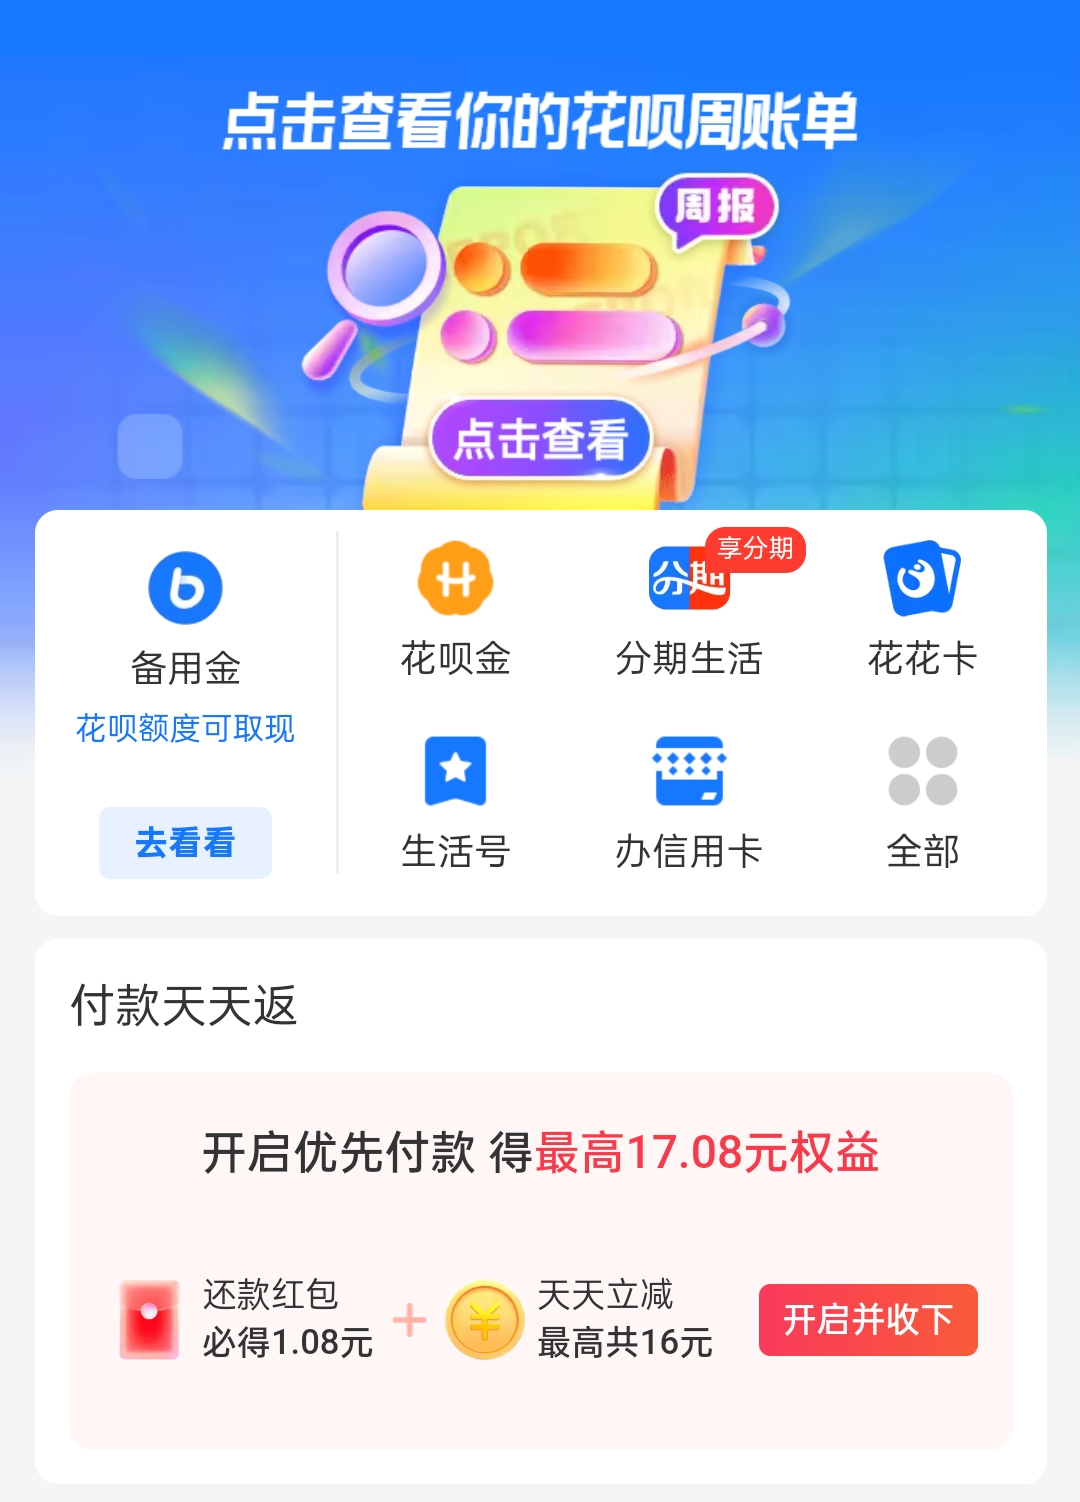 点击查看你的花呗周账单
周报
点击查看
备用金
花呗额度可取现
去看看
花呗金
分期
享分期
分期生活
花花卡
生活号
办信用卡
全部
付款天天返
开启优先付款 得最高17.08元权益
还款红包
必得1.08元
天天立减
最高共16元
开启并收下